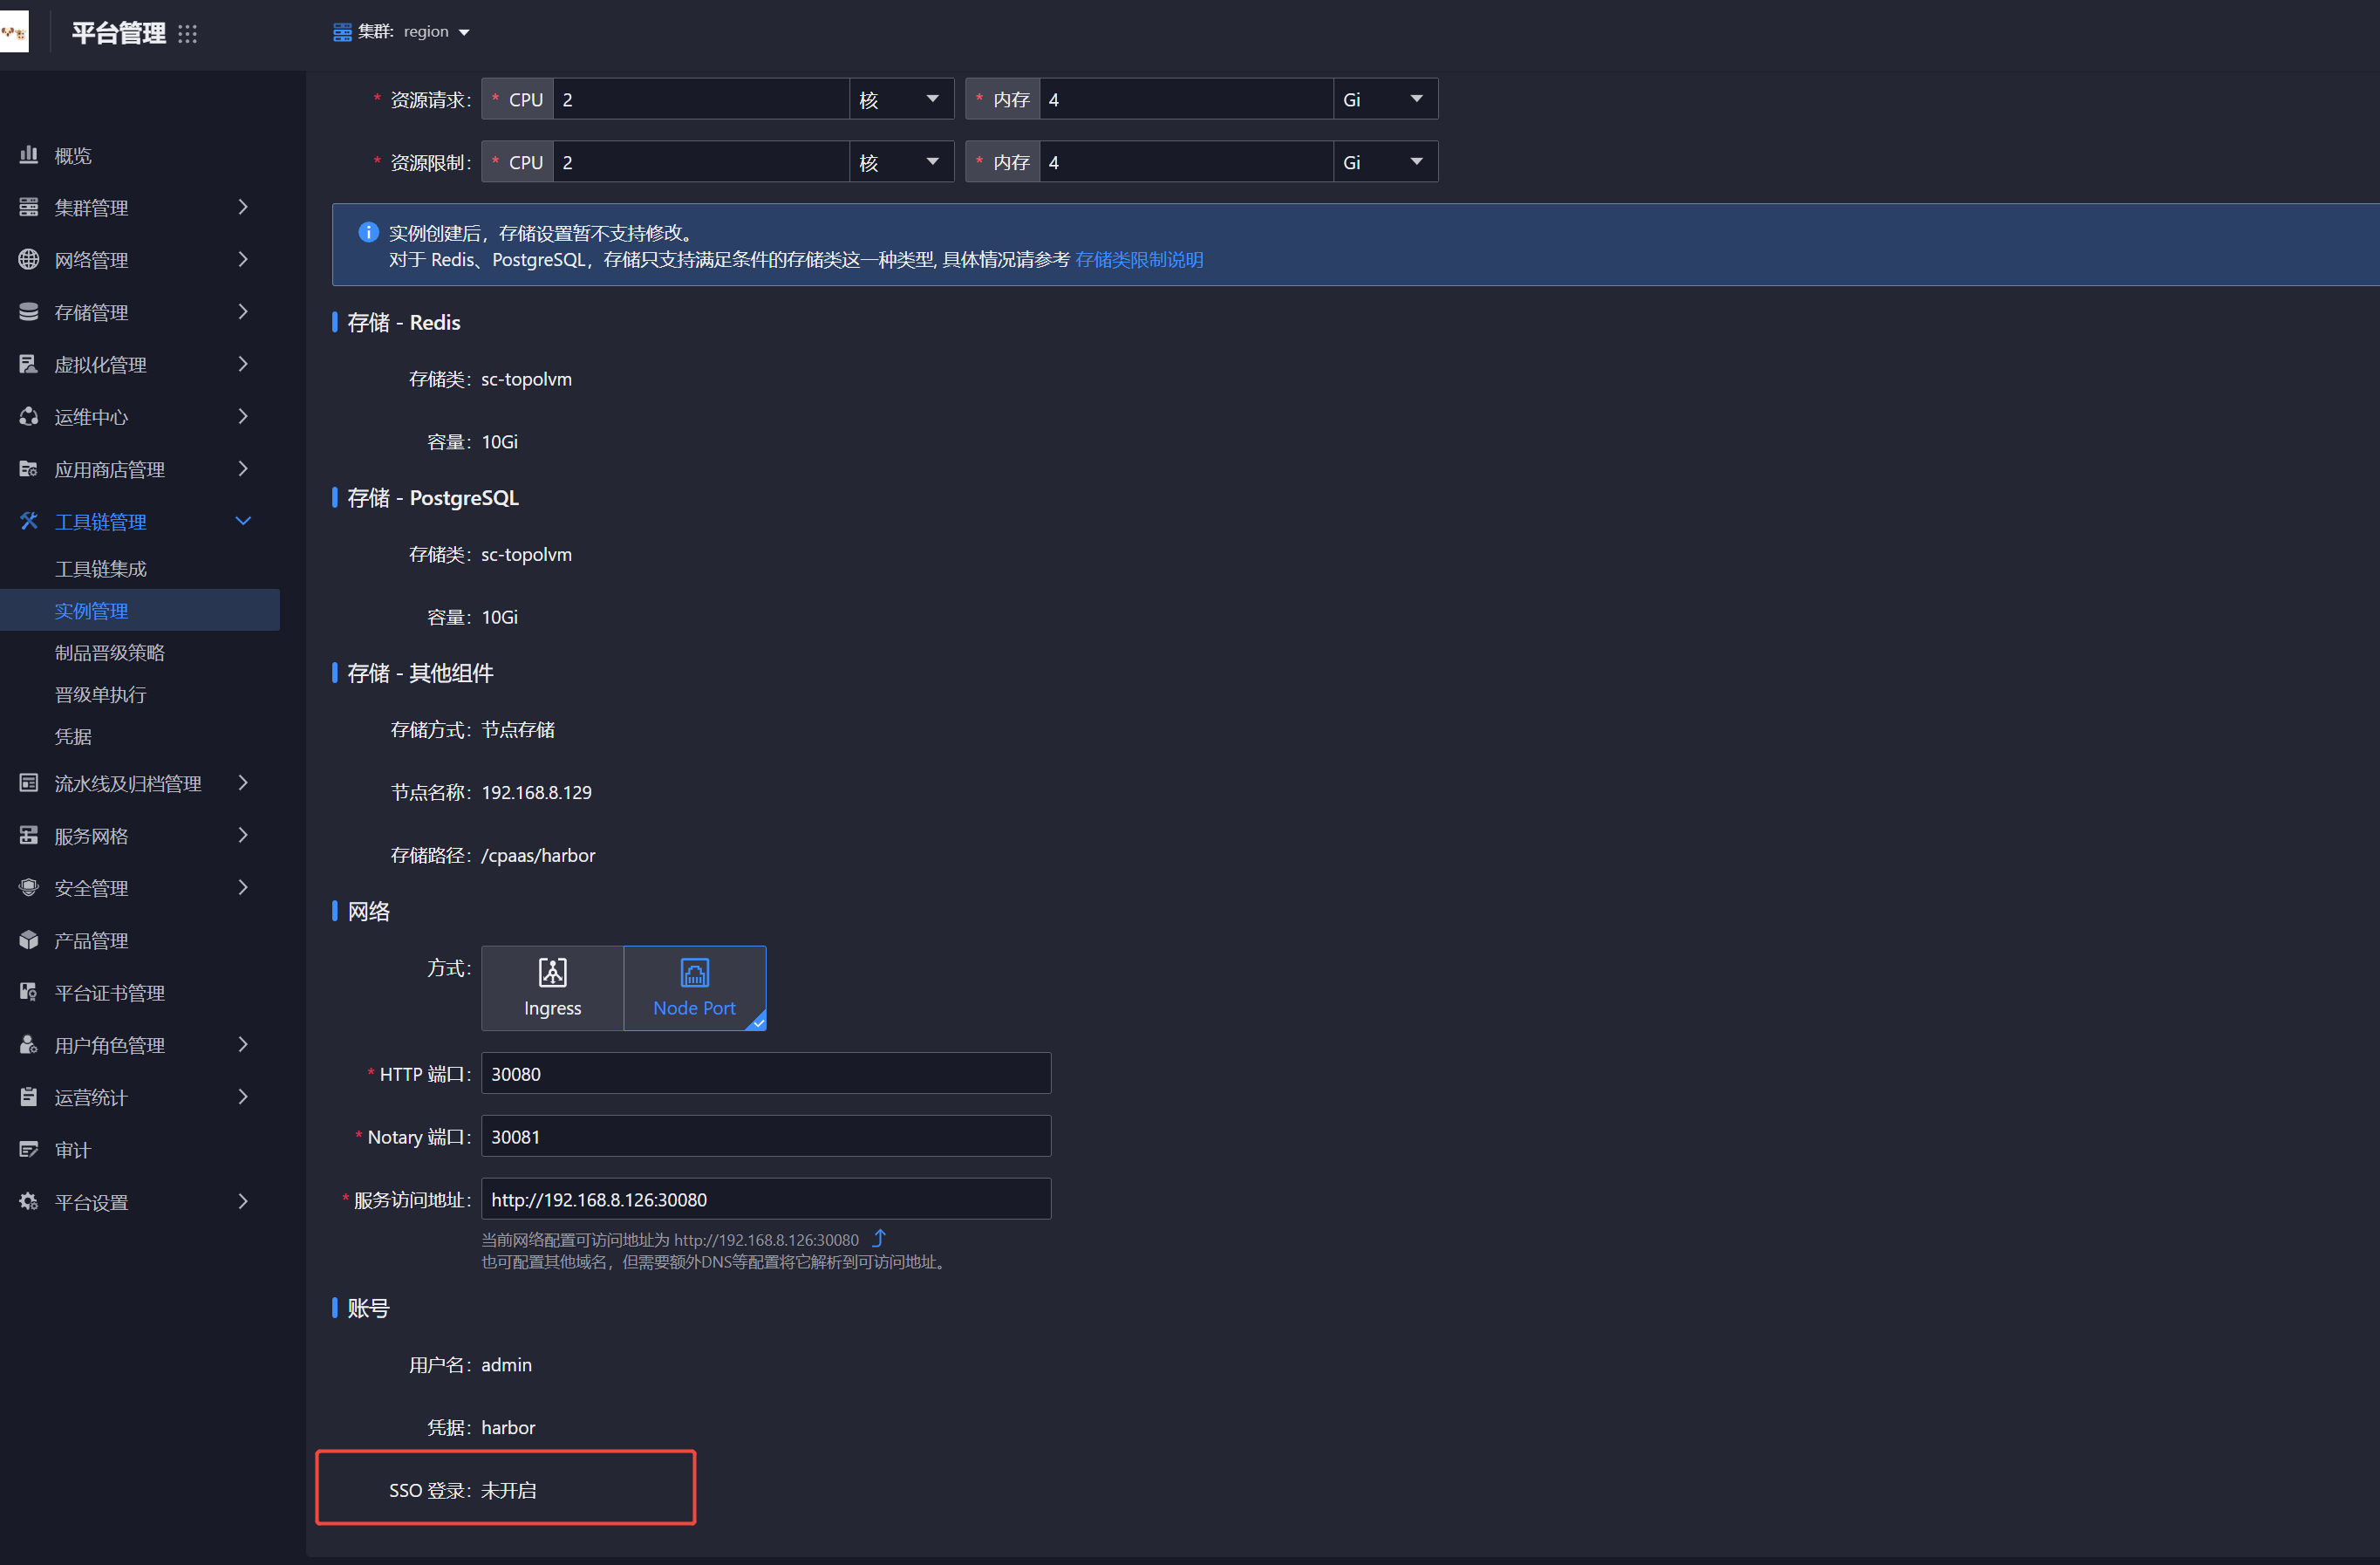 平台管理
集群: region
概览
集群管理
网络管理
存储管理
虚拟化管理
运维中心
应用商店管理
工具链管理
工具链集成
实例管理
制品晋级策略
晋级单执行
凭据
流水线及归档管理
服务网格
安全管理
产品管理
平台证书管理
用户角色管理
运营统计
审计
平台设置
* 资源请求: * CPU 2 核 * 内存 4 Gi
* 资源限制: * CPU 2 核 * 内存 4 Gi
实例创建后，存储设置暂不支持修改。
对于 Redis、PostgreSQL，存储只支持满足条件的存储类这一种类型, 具体情况请参考 存储类限制说明
存储 - Redis
存储类: sc-topolvm
容量: 10Gi
存储 - PostgreSQL
存储类: sc-topolvm
容量: 10Gi
存储 - 其他组件
存储方式: 节点存储
节点名称: 192.168.8.129
存储路径: /cpaas/harbor
网络
方式: Ingress Node Port
* HTTP 端口: 30080
* Notary 端口: 30081
* 服务访问地址: http://192.168.8.126:30080
当前网络配置可访问地址为 http://192.168.8.126:30080
也可配置其他域名，但需要额外DNS等配置将它解析到可访问地址。
账号
用户名: admin
凭据: harbor
SSO 登录: 未开启